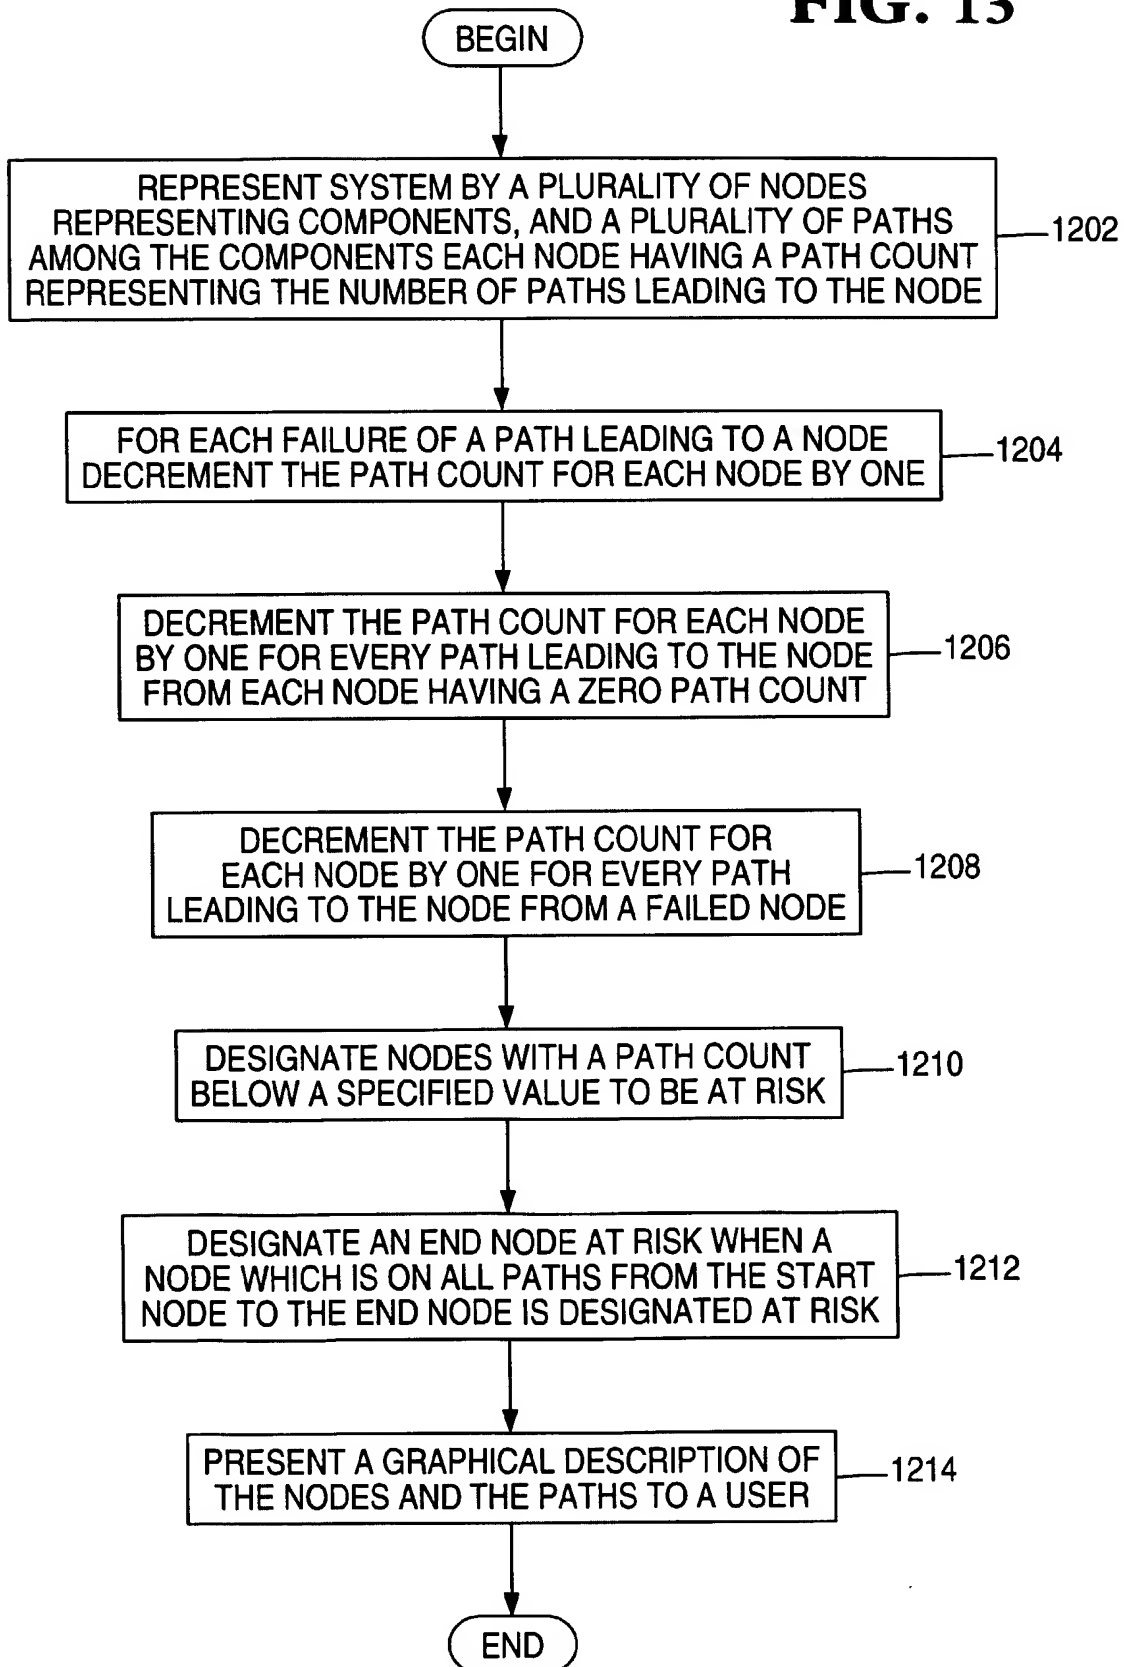 FIG. 13
BEGIN
REPRESENT SYSTEM BY A PLURALITY OF NODES
REPRESENTING COMPONENTS, AND A PLURALITY OF PATHS
AMONG THE COMPONENTS EACH NODE HAVING A PATH COUNT
REPRESENTING THE NUMBER OF PATHS LEADING TO THE NODE
1202
FOR EACH FAILURE OF A PATH LEADING TO A NODE
DECREMENT THE PATH COUNT FOR EACH NODE BY ONE
1204
DECREMENT THE PATH COUNT FOR EACH NODE
BY ONE FOR EVERY PATH LEADING TO THE NODE
FROM EACH NODE HAVING A ZERO PATH COUNT
1206
DECREMENT THE PATH COUNT FOR
EACH NODE BY ONE FOR EVERY PATH
LEADING TO THE NODE FROM A FAILED NODE
1208
DESIGNATE NODES WITH A PATH COUNT
BELOW A SPECIFIED VALUE TO BE AT RISK
1210
DESIGNATE AN END NODE AT RISK WHEN A
NODE WHICH IS ON ALL PATHS FROM THE START
NODE TO THE END NODE IS DESIGNATED AT RISK
1212
PRESENT A GRAPHICAL DESCRIPTION OF
THE NODES AND THE PATHS TO A USER
1214
END